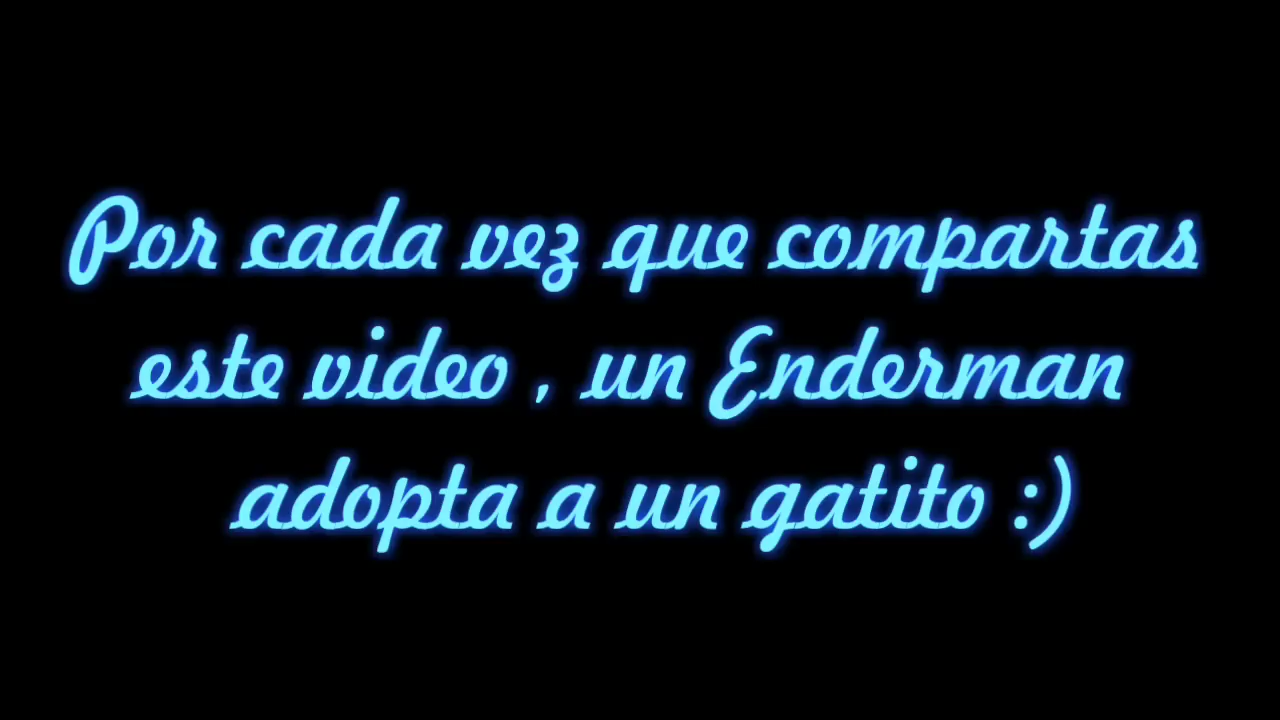 Por cada vez que compartas
este video , un Enderman
adopta a un gatito :)